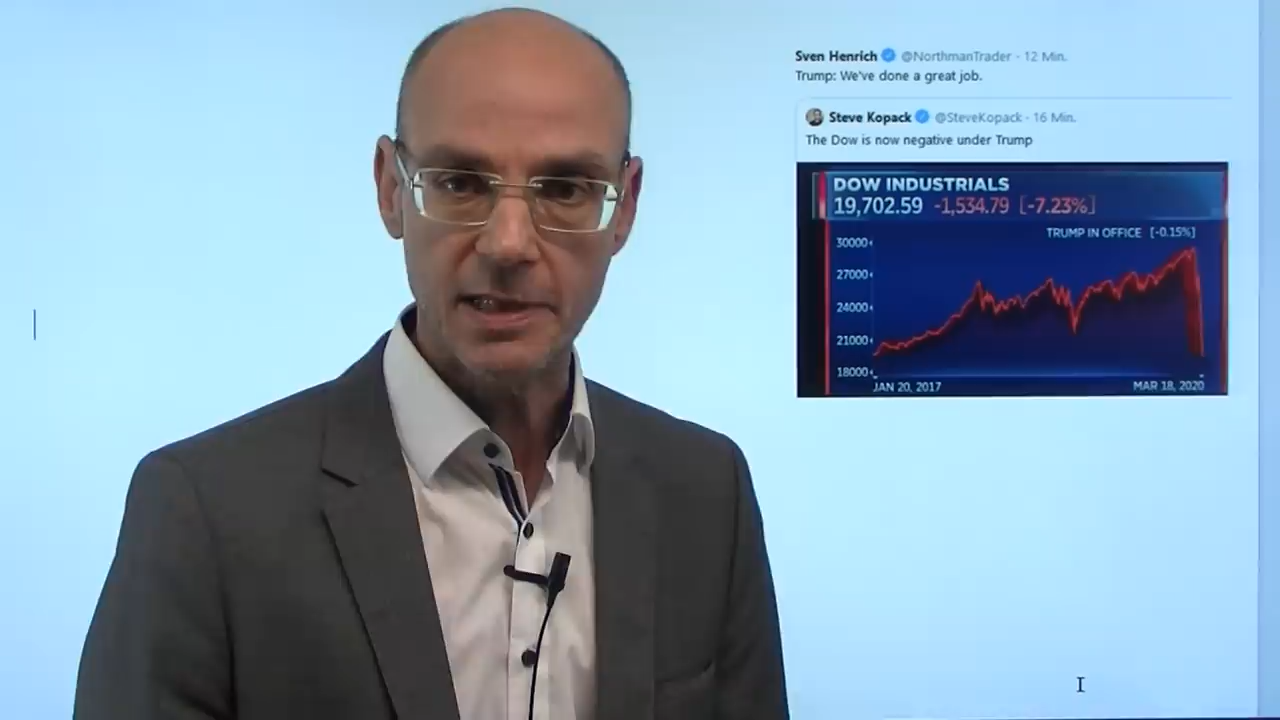 Sven Henrich @NorthmanTrader · 12 Min.
Trump: We've done a great job.
Steve Kopack @SteveKopack · 16 Min.
The Dow is now negative under Trump
DOW INDUSTRIALS
19,702.59 -1,534.79 [-7.23%]
TRUMP IN OFFICE [-0.15%]
30000
27000
24000
21000
18000
JAN 20, 2017 MAR 18, 2020